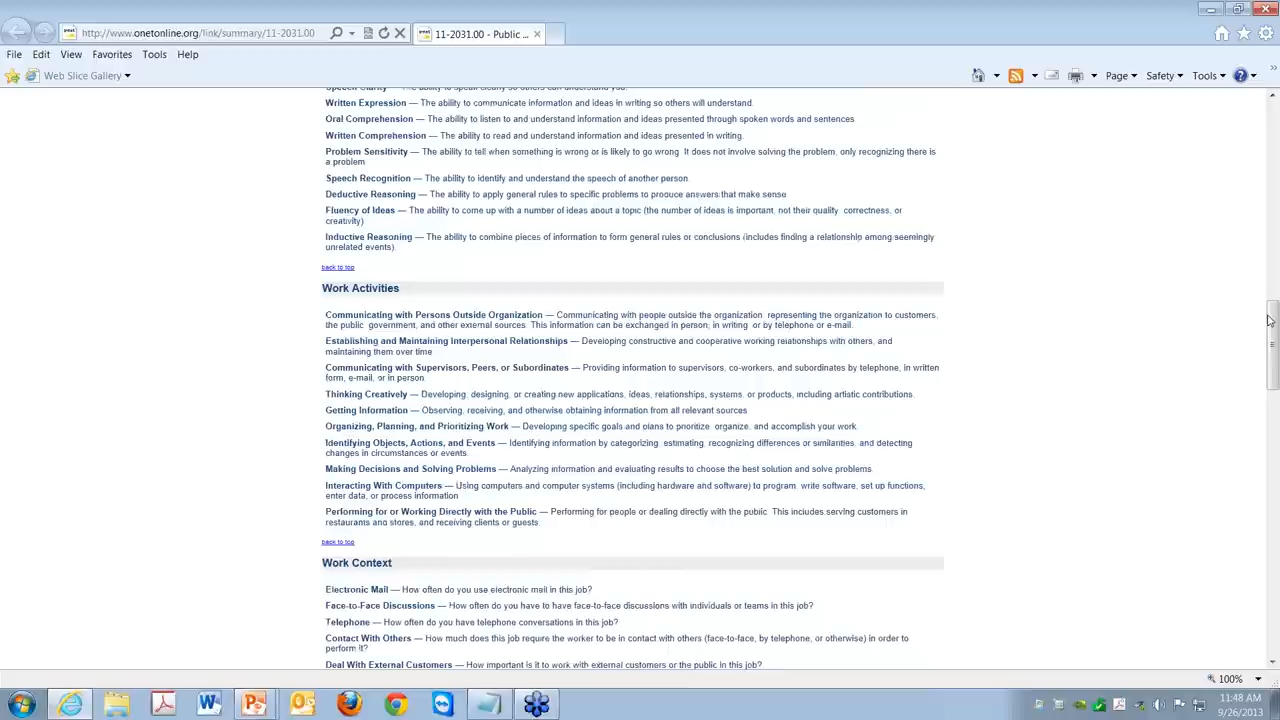 http://www.onetonline.org/link/summary/11-2031.00
11-2031.00 - Public ...
File Edit View Favorites Tools Help
Web Slice Gallery
Page Safety Tools
Speech Clarity — The ability to speak clearly so others can understand you.
Written Expression — The ability to communicate information and ideas in writing so others will understand.
Oral Comprehension — The ability to listen to and understand information and ideas presented through spoken words and sentences
Written Comprehension — The ability to read and understand information and ideas presented in writing.
Problem Sensitivity — The ability to tell when something is wrong or is likely to go wrong. It does not involve solving the problem, only recognizing there is
a problem
Speech Recognition — The ability to identify and understand the speech of another person.
Deductive Reasoning — The ability to apply general rules to specific problems to produce answers that make sense
Fluency of Ideas — The ability to come up with a number of ideas about a topic (the number of ideas is important, not their quality, correctness, or
creativity)
Inductive Reasoning — The ability to combine pieces of information to form general rules or conclusions (includes finding a relationship among seemingly
unrelated events).
back to top
Work Activities
Communicating with Persons Outside Organization — Communicating with people outside the organization, representing the organization to customers,
the public, government, and other external sources. This information can be exchanged in person, in writing, or by telephone or e-mail.
Establishing and Maintaining Interpersonal Relationships — Developing constructive and cooperative working relationships with others, and
maintaining them over time
Communicating with Supervisors, Peers, or Subordinates — Providing information to supervisors, co-workers, and subordinates by telephone, in written
form, e-mail, or in person.
Thinking Creatively — Developing, designing, or creating new applications, ideas, relationships, systems, or products, including artistic contributions.
Getting Information — Observing, receiving, and otherwise obtaining information from all relevant sources
Organizing, Planning, and Prioritizing Work — Developing specific goals and plans to prioritize, organize, and accomplish your work.
Identifying Objects, Actions, and Events — Identifying information by categorizing, estimating, recognizing differences or similarities, and detecting
changes in circumstances or events.
Making Decisions and Solving Problems — Analyzing information and evaluating results to choose the best solution and solve problems.
Interacting With Computers — Using computers and computer systems (including hardware and software) to program, write software, set up functions,
enter data, or process information
Performing for or Working Directly with the Public — Performing for people or dealing directly with the public. This includes serving customers in
restaurants and stores, and receiving clients or guests.
back to top
Work Context
Electronic Mail — How often do you use electronic mail in this job?
Face-to-Face Discussions — How often do you have to have face-to-face discussions with individuals or teams in this job?
Telephone — How often do you have telephone conversations in this job?
Contact With Others — How much does this job require the worker to be in contact with others (face-to-face, by telephone, or otherwise) in order to
perform it?
Deal With External Customers — How important is it to work with external customers or the public in this job?
100%
11:48 AM
9/26/2013